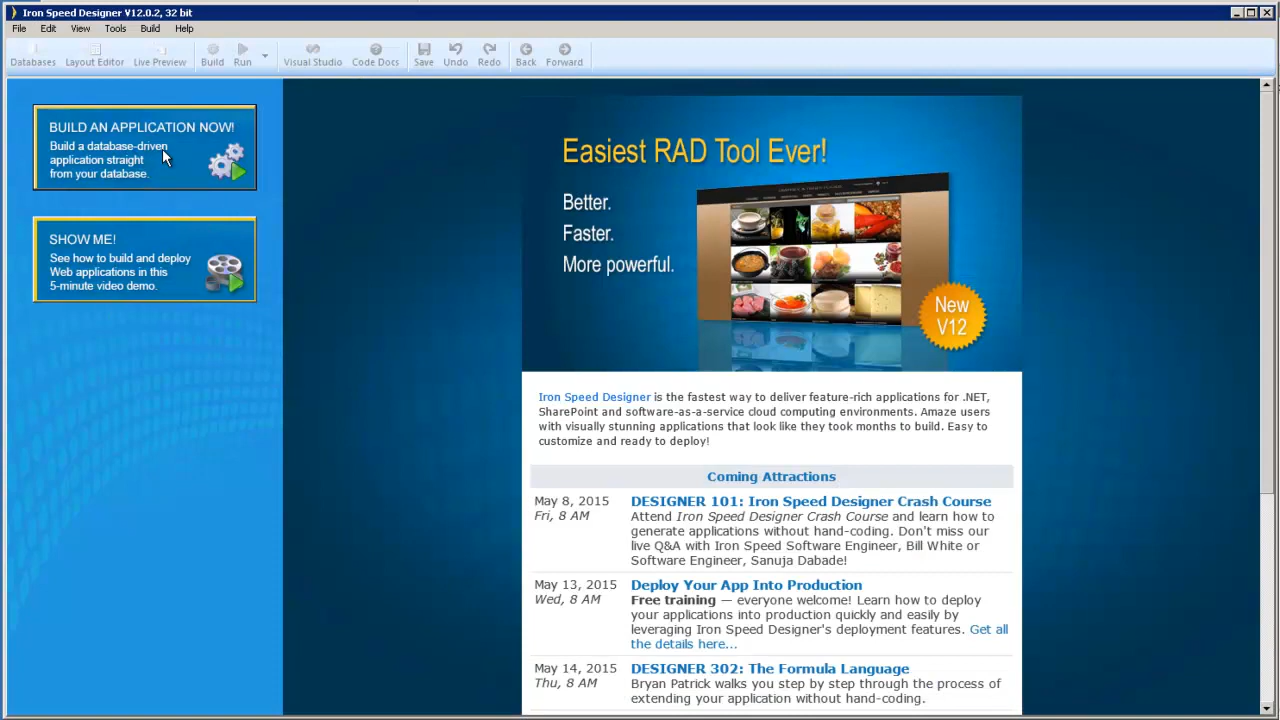 Iron Speed Designer V12.0.2, 32 bit
File Edit View Tools Build Help
Databases Layout Editor Live Preview Build Run Visual Studio Code Docs Save Undo Redo Back Forward
BUILD AN APPLICATION NOW!
Build a database-driven
application straight
from your database.
SHOW ME!
See how to build and deploy
Web applications in this
5-minute video demo.
Easiest RAD Tool Ever!
Better.
Faster.
More powerful.
New
V12
Iron Speed Designer is the fastest way to deliver feature-rich applications for .NET,
SharePoint and software-as-a-service cloud computing environments. Amaze users
with visually stunning applications that look like they took months to build. Easy to
customize and ready to deploy!
Coming Attractions
May 8, 2015 DESIGNER 101: Iron Speed Designer Crash Course
Fri, 8 AM Attend Iron Speed Designer Crash Course and learn how to
generate applications without hand-coding. Don't miss our
live Q&A with Iron Speed Software Engineer, Bill White or
Software Engineer, Sanuja Dabade!
May 13, 2015 Deploy Your App Into Production
Wed, 8 AM Free training — everyone welcome! Learn how to deploy
your applications into production quickly and easily by
leveraging Iron Speed Designer's deployment features. Get all
the details here...
May 14, 2015 DESIGNER 302: The Formula Language
Thu, 8 AM Bryan Patrick walks you step by step through the process of
extending your application without hand-coding.